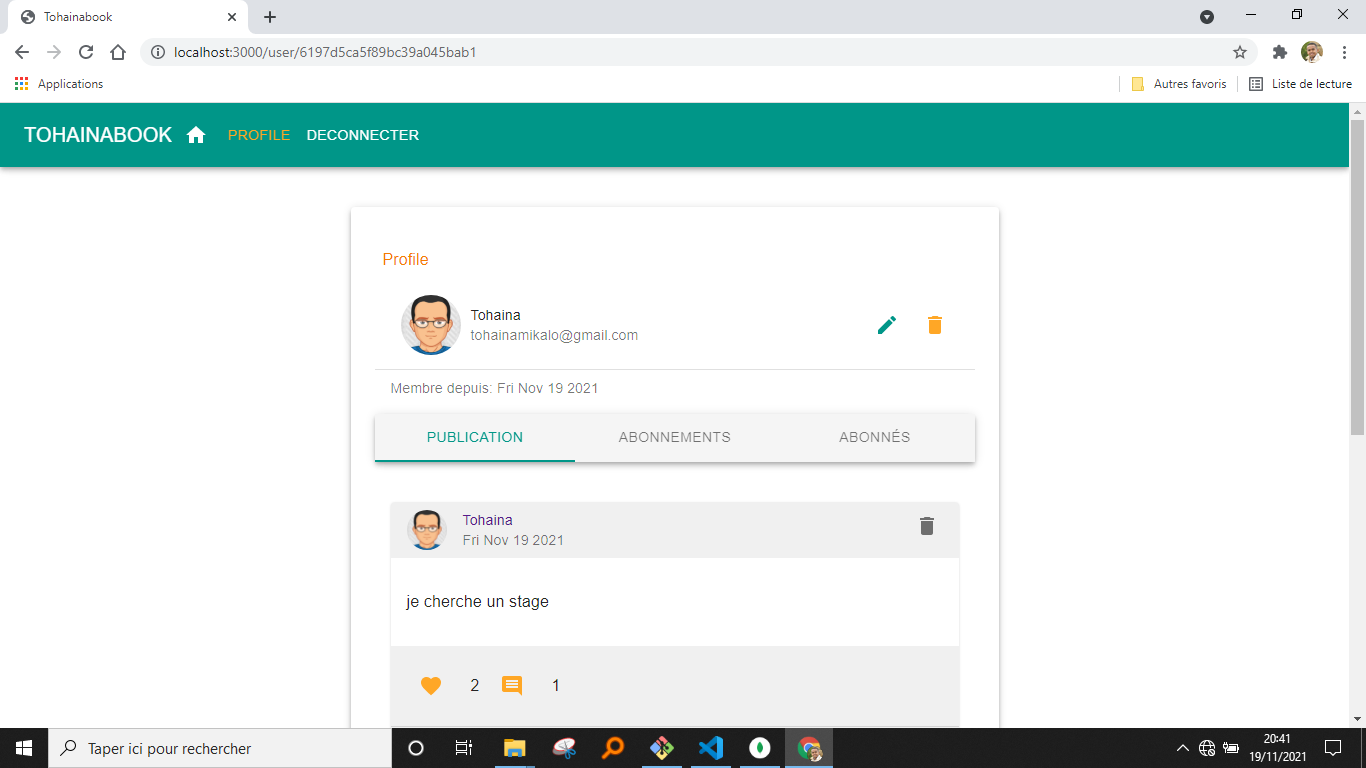 Tohainabook
localhost:3000/user/6197d5ca5f89bc39a045bab1
Applications
Autres favoris
Liste de lecture
TOHAINABOOK
PROFILE
DECONNECTER
Profile
Tohaina
tohainamikalo@gmail.com
Membre depuis: Fri Nov 19 2021
PUBLICATION
ABONNEMENTS
ABONNÉS
Tohaina
Fri Nov 19 2021
je cherche un stage
2
1
Taper ici pour rechercher
20:41
19/11/2021